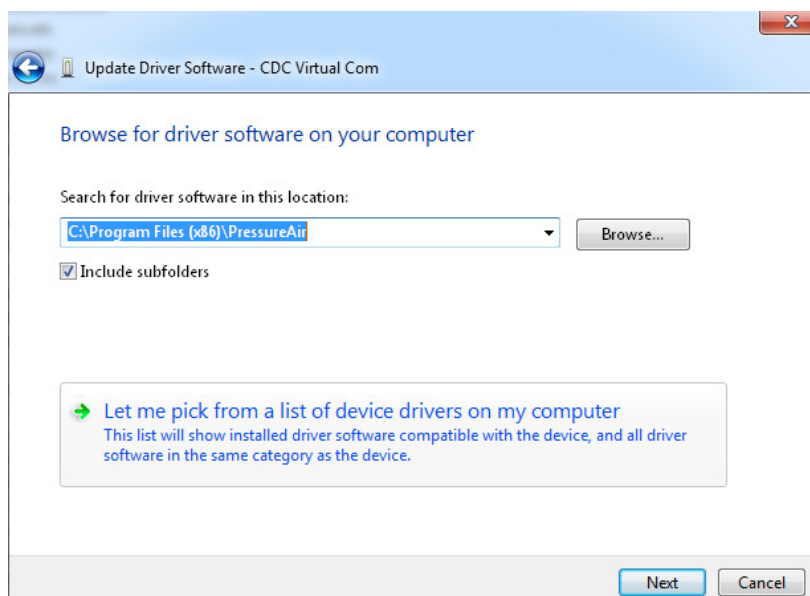 Update Driver Software - CDC Virtual Com
Browse for driver software on your computer
Search for driver software in this location:
C:\Program Files (x86)\PressureAir
Browse...
Include subfolders
Let me pick from a list of device drivers on my computer
This list will show installed driver software compatible with the device, and all driver
software in the same category as the device.
Next
Cancel